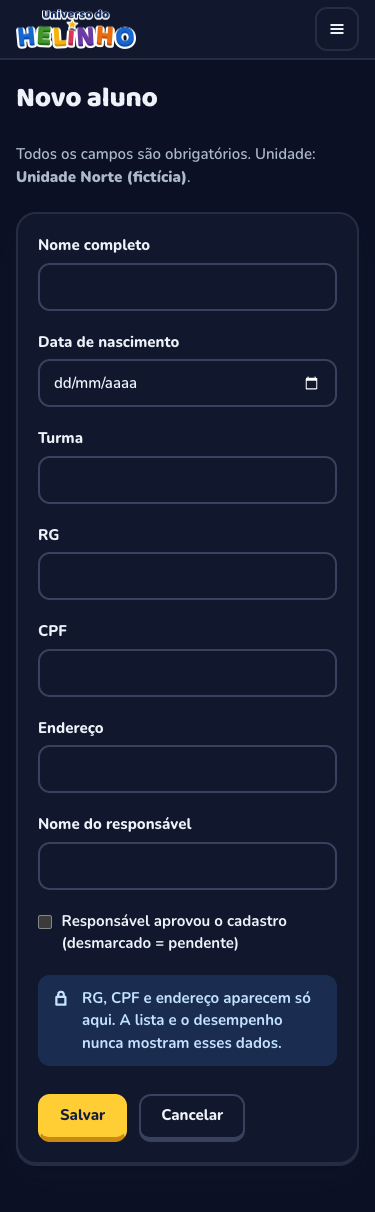 Universo do
HELINHO
Novo aluno
Todos os campos são obrigatórios. Unidade:
Unidade Norte (fictícia).
Nome completo
Data de nascimento
dd/mm/aaaa
Turma
RG
CPF
Endereço
Nome do responsável
Responsável aprovou o cadastro
(desmarcado = pendente)
RG, CPF e endereço aparecem só
aqui. A lista e o desempenho
nunca mostram esses dados.
Salvar
Cancelar